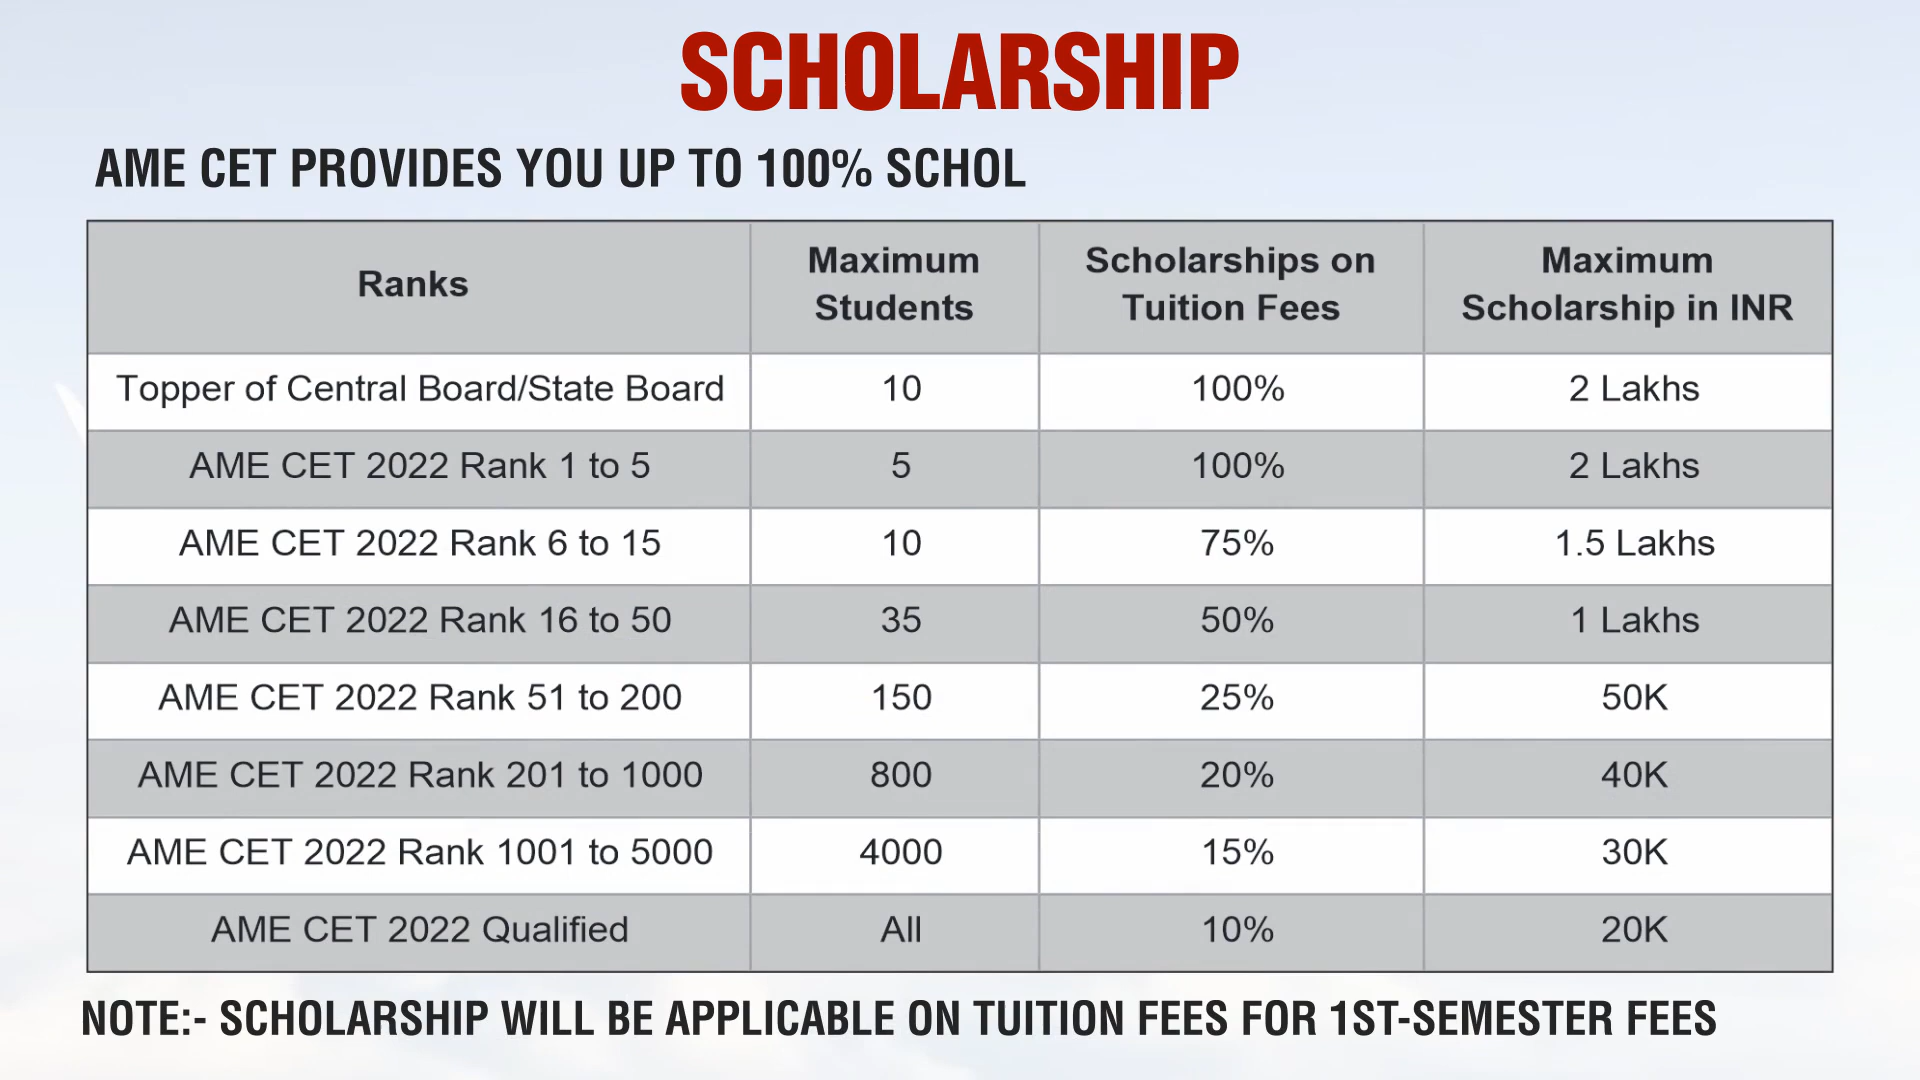 SCHOLARSHIP
AME CET PROVIDES YOU UP TO 100% SCHOL
Ranks Maximum Students Scholarships on Tuition Fees Maximum Scholarship in INR
Topper of Central Board/State Board 10 100% 2 Lakhs
AME CET 2022 Rank 1 to 5 5 100% 2 Lakhs
AME CET 2022 Rank 6 to 15 10 75% 1.5 Lakhs
AME CET 2022 Rank 16 to 50 35 50% 1 Lakhs
AME CET 2022 Rank 51 to 200 150 25% 50K
AME CET 2022 Rank 201 to 1000 800 20% 40K
AME CET 2022 Rank 1001 to 5000 4000 15% 30K
AME CET 2022 Qualified All 10% 20K
NOTE:- SCHOLARSHIP WILL BE APPLICABLE ON TUITION FEES FOR 1ST-SEMESTER FEES